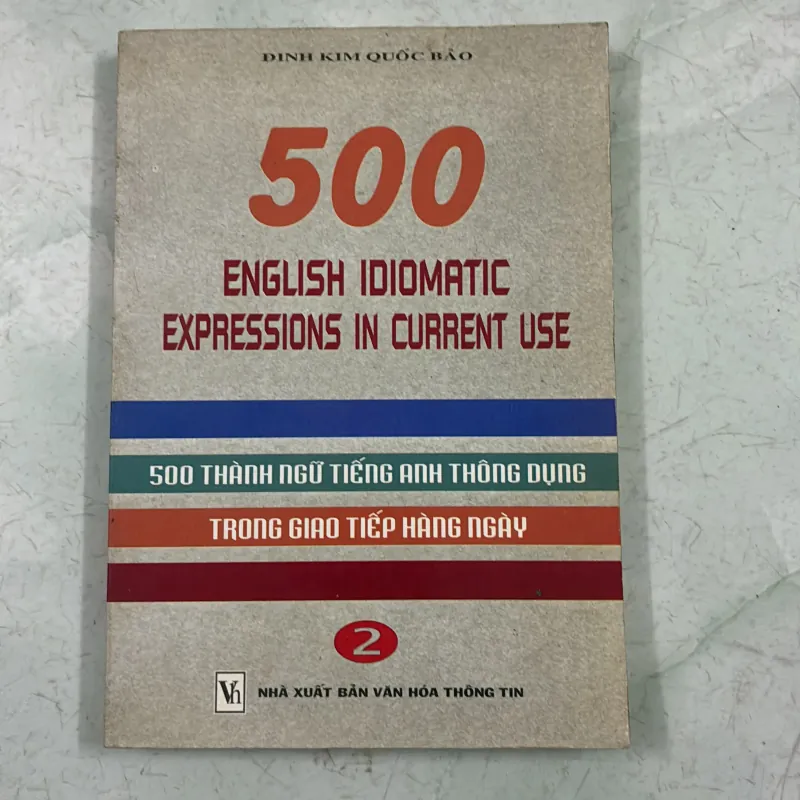 ĐINH KIM QUỐC BẢO
500
ENGLISH IDIOMATIC
EXPRESSIONS IN CURRENT USE
500 THÀNH NGỮ TIẾNG ANH THÔNG DỤNG
TRONG GIAO TIẾP HÀNG NGÀY
2
Vh NHÀ XUẤT BẢN VĂN HÓA THÔNG TIN